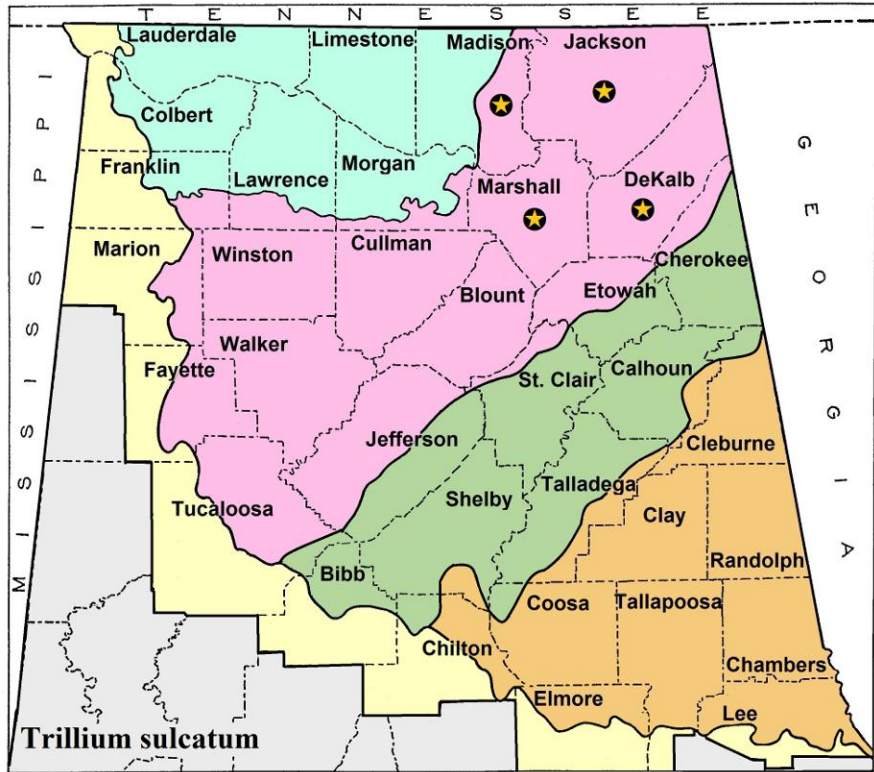 TENNESSEE
Lauderdale
Limestone
Madison
Jackson
MISSISSIPPI
GEORGIA
Colbert
Franklin
Lawrence
Morgan
Marshall
DeKalb
Marion
Winston
Cullman
Cherokee
Blount
Etowah
Walker
Fayette
St. Clair
Calhoun
Jefferson
Cleburne
Shelby
Talladega
Tucaloosa
Clay
Randolph
Bibb
Coosa
Tallapoosa
Chilton
Chambers
Elmore
Lee
Trillium sulcatum